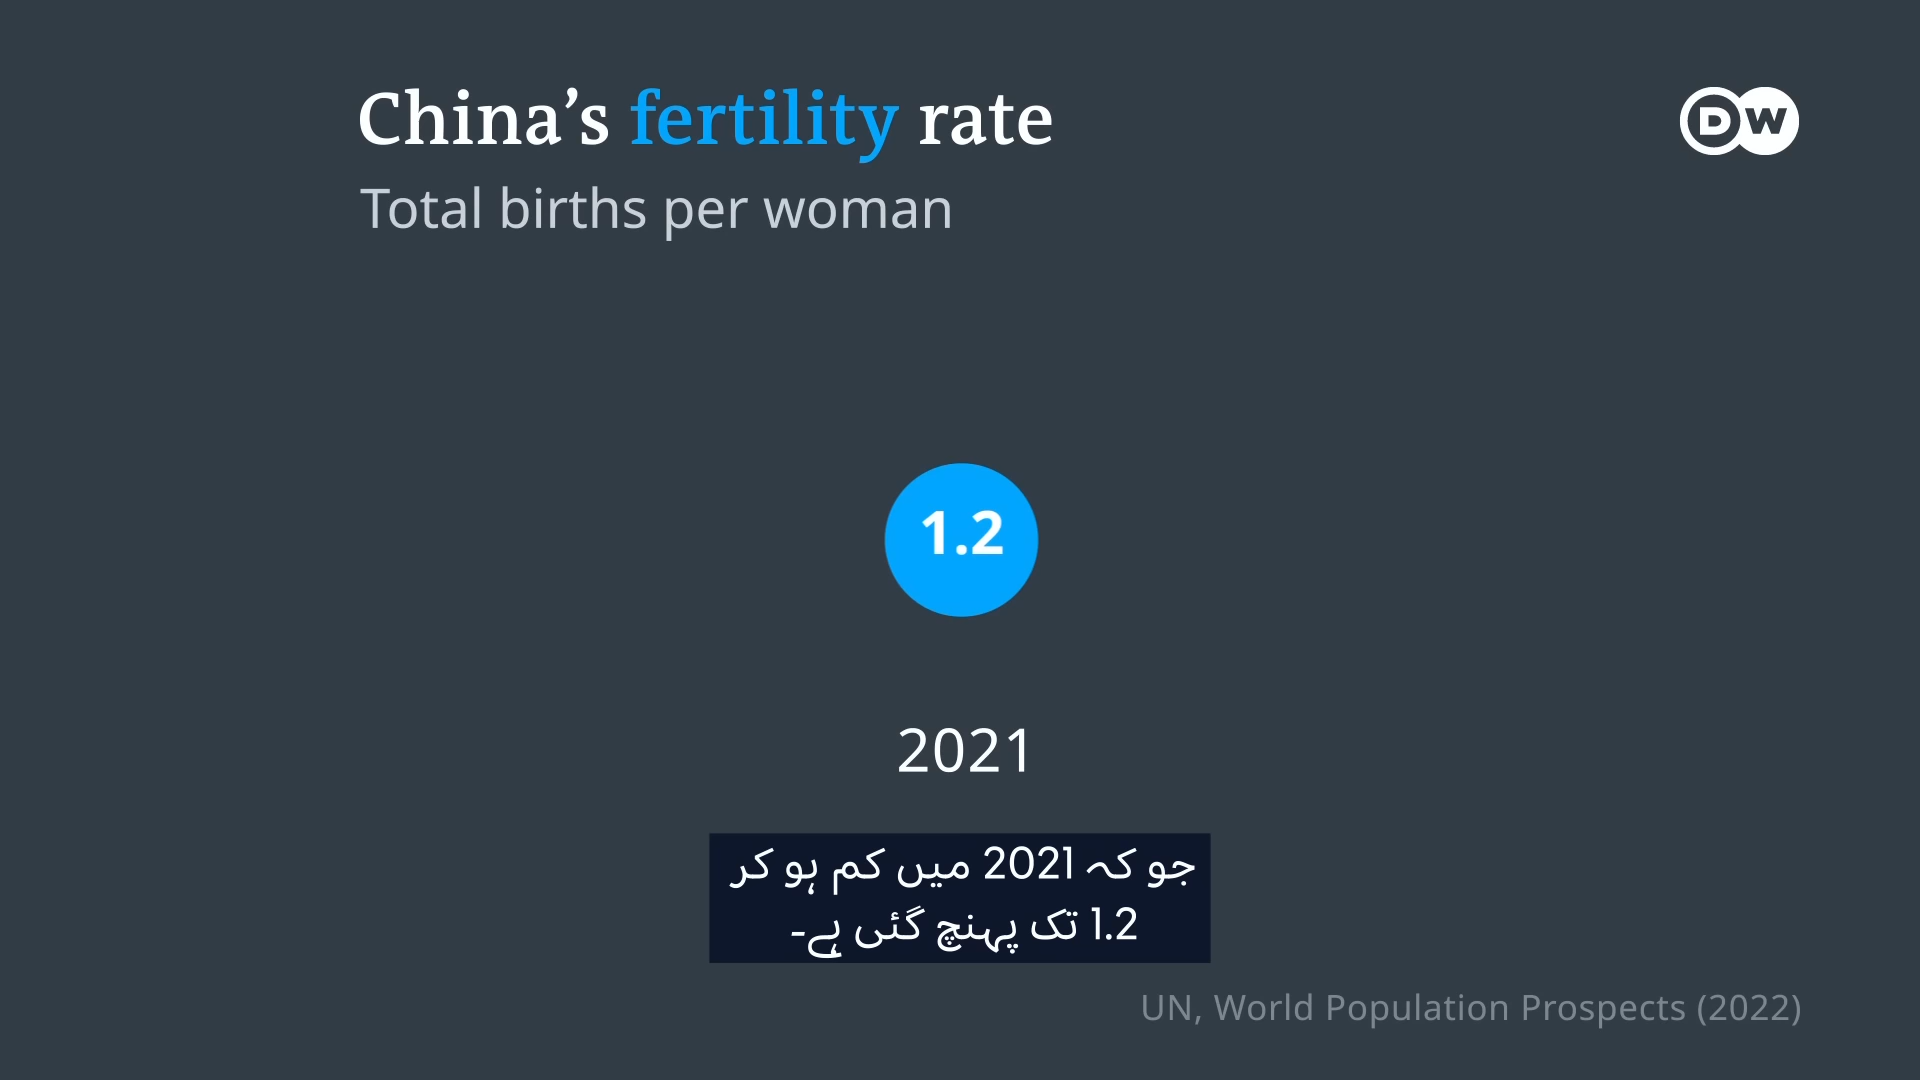 China's fertility rate
DW
Total births per woman
1.2
2021
جو کہ 2021 میں کم ہو کر
1.2 تک پہنچ گئی ہے۔
UN, World Population Prospects (2022)